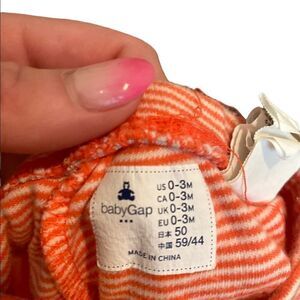 babyGap
US 0-3M
CA 0-3M
UK 0-3M
EU 0-3M
日本 50
中国 59/44
MADE IN CHINA